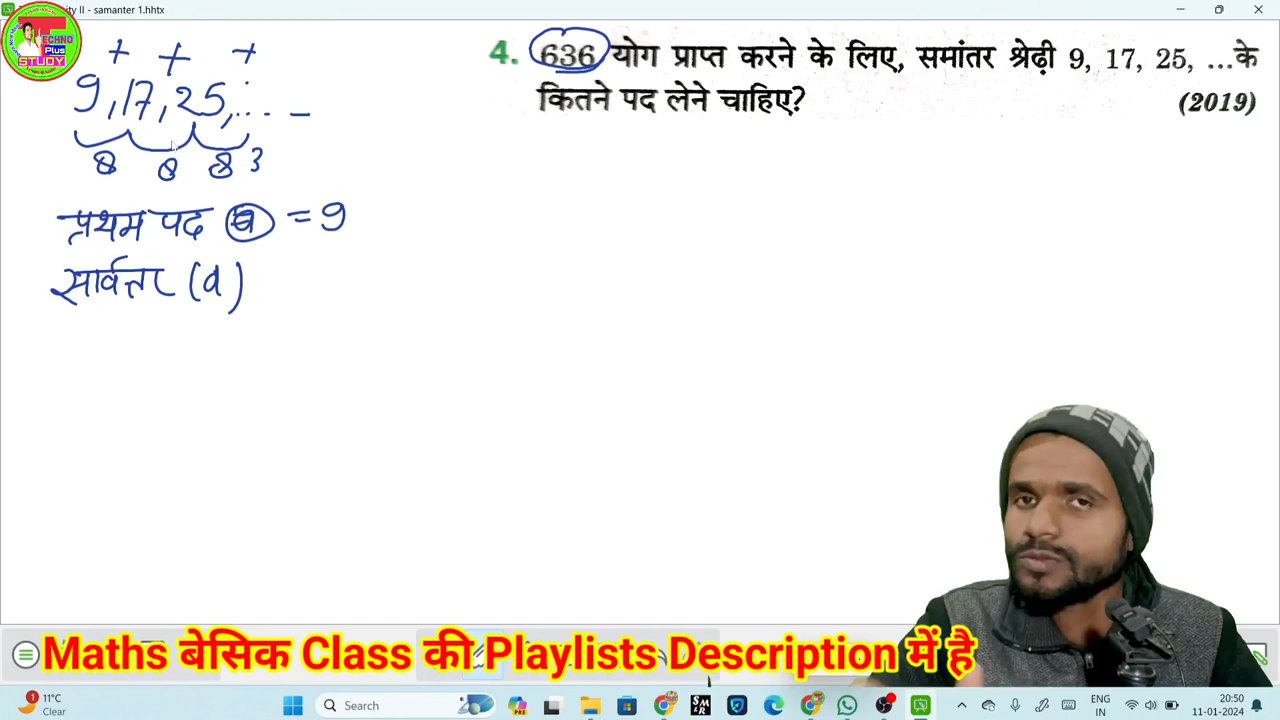 samanter 1.hhtx
TECHNO
Plus
STUDY
+ + +
9, 17, 25, ... _
8 8 8 ?
प्रथम पद a = 9
सार्वत्तर (d)
4. 636 योग प्राप्त करने के लिए, समांतर श्रेढ़ी 9, 17, 25, ...के
कितने पद लेने चाहिए? (2019)
Maths बेसिक Class की Playlists Description में है
1
11°C
Clear
Search
ENG
IN
20:50
11-01-2024